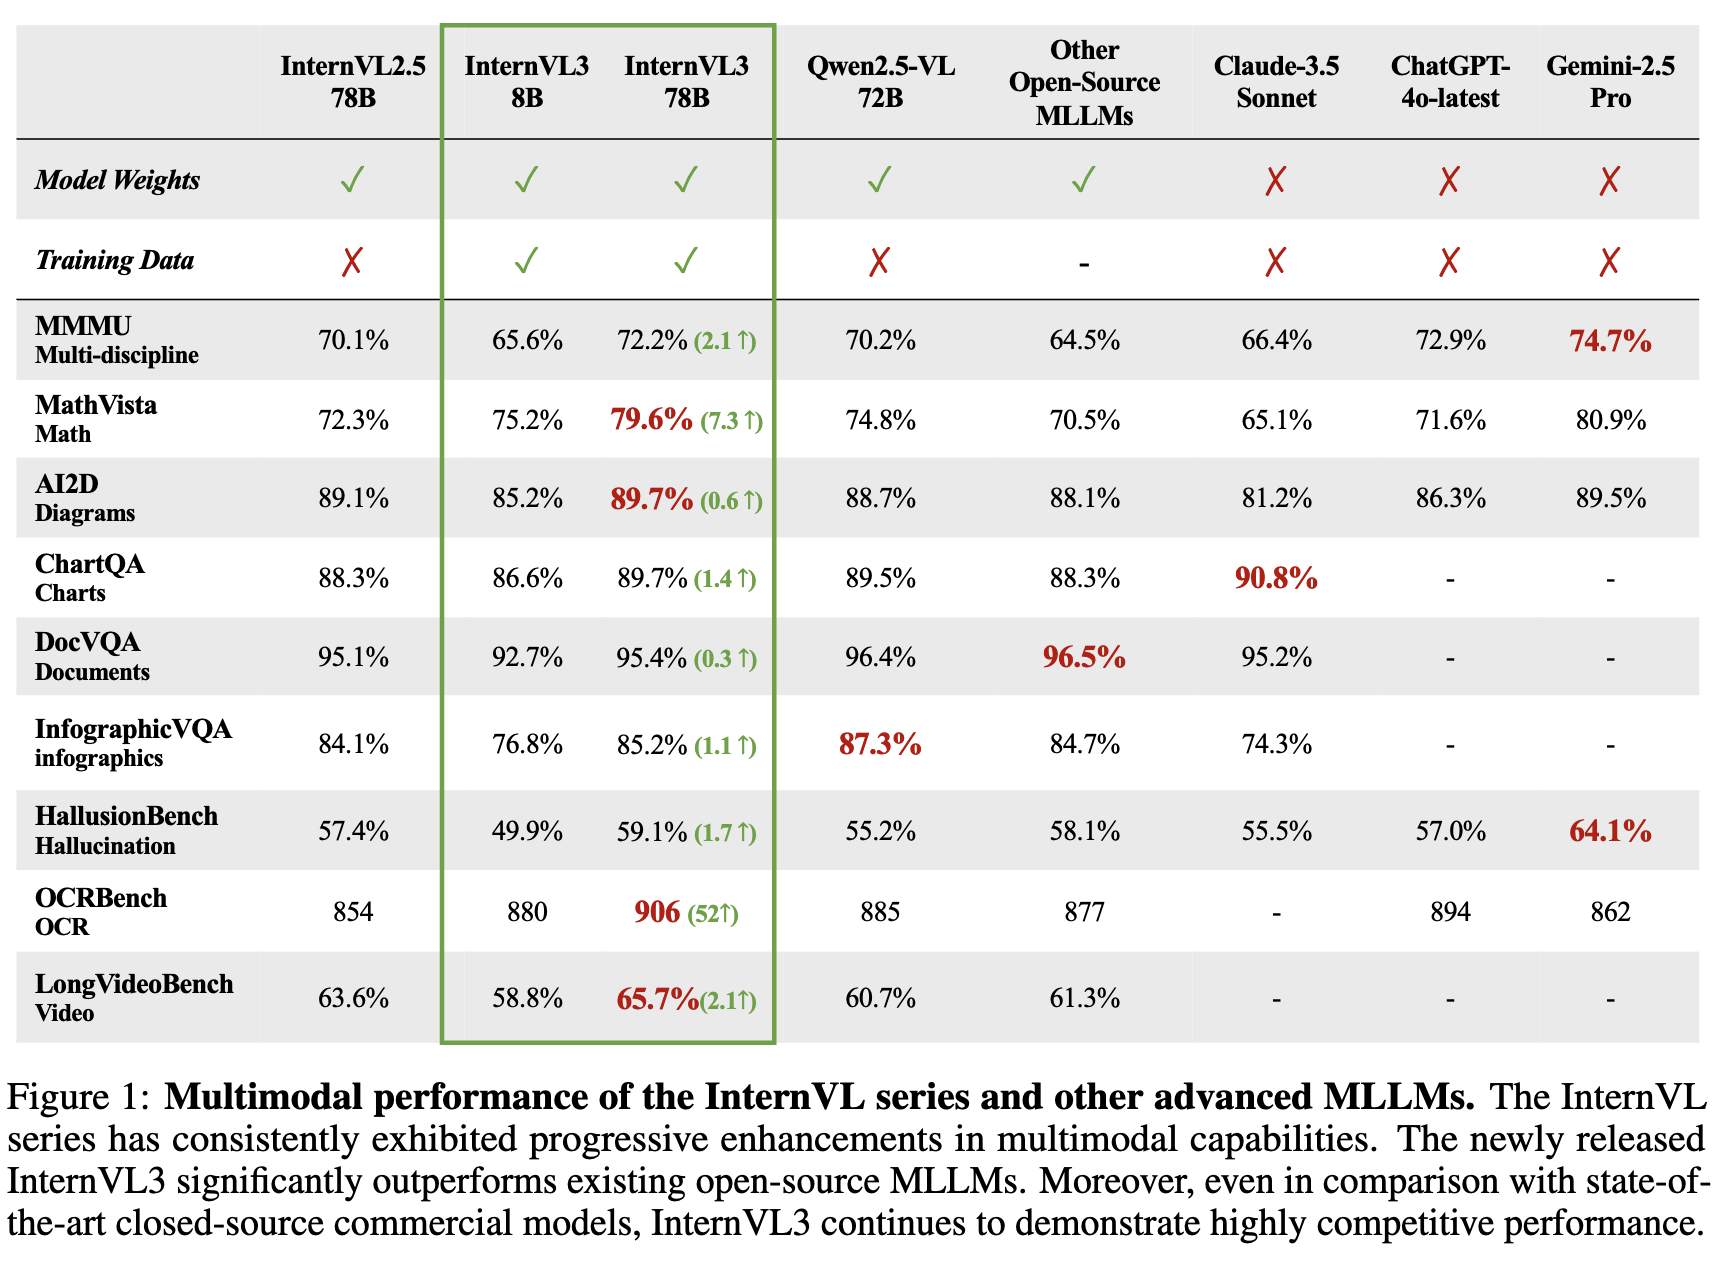 InternVL2.5 78B InternVL3 8B InternVL3 78B Qwen2.5-VL 72B Other Open-Source MLLMs Claude-3.5 Sonnet ChatGPT-4o-latest Gemini-2.5 Pro
Model Weights ✓ ✓ ✓ ✓ ✓ ✗ ✗ ✗
Training Data ✗ ✓ ✓ ✗ - ✗ ✗ ✗
MMMU Multi-discipline 70.1% 65.6% 72.2% (2.1 ↑) 70.2% 64.5% 66.4% 72.9% 74.7%
MathVista Math 72.3% 75.2% 79.6% (7.3 ↑) 74.8% 70.5% 65.1% 71.6% 80.9%
AI2D Diagrams 89.1% 85.2% 89.7% (0.6 ↑) 88.7% 88.1% 81.2% 86.3% 89.5%
ChartQA Charts 88.3% 86.6% 89.7% (1.4 ↑) 89.5% 88.3% 90.8% - -
DocVQA Documents 95.1% 92.7% 95.4% (0.3 ↑) 96.4% 96.5% 95.2% - -
InfographicVQA infographics 84.1% 76.8% 85.2% (1.1 ↑) 87.3% 84.7% 74.3% - -
HallusionBench Hallucination 57.4% 49.9% 59.1% (1.7 ↑) 55.2% 58.1% 55.5% 57.0% 64.1%
OCRBench OCR 854 880 906 (52↑) 885 877 - 894 862
LongVideoBench Video 63.6% 58.8% 65.7%(2.1↑) 60.7% 61.3% - - -
Figure 1: Multimodal performance of the InternVL series and other advanced MLLMs. The InternVL
series has consistently exhibited progressive enhancements in multimodal capabilities. The newly released
InternVL3 significantly outperforms existing open-source MLLMs. Moreover, even in comparison with state-of-
the-art closed-source commercial models, InternVL3 continues to demonstrate highly competitive performance.